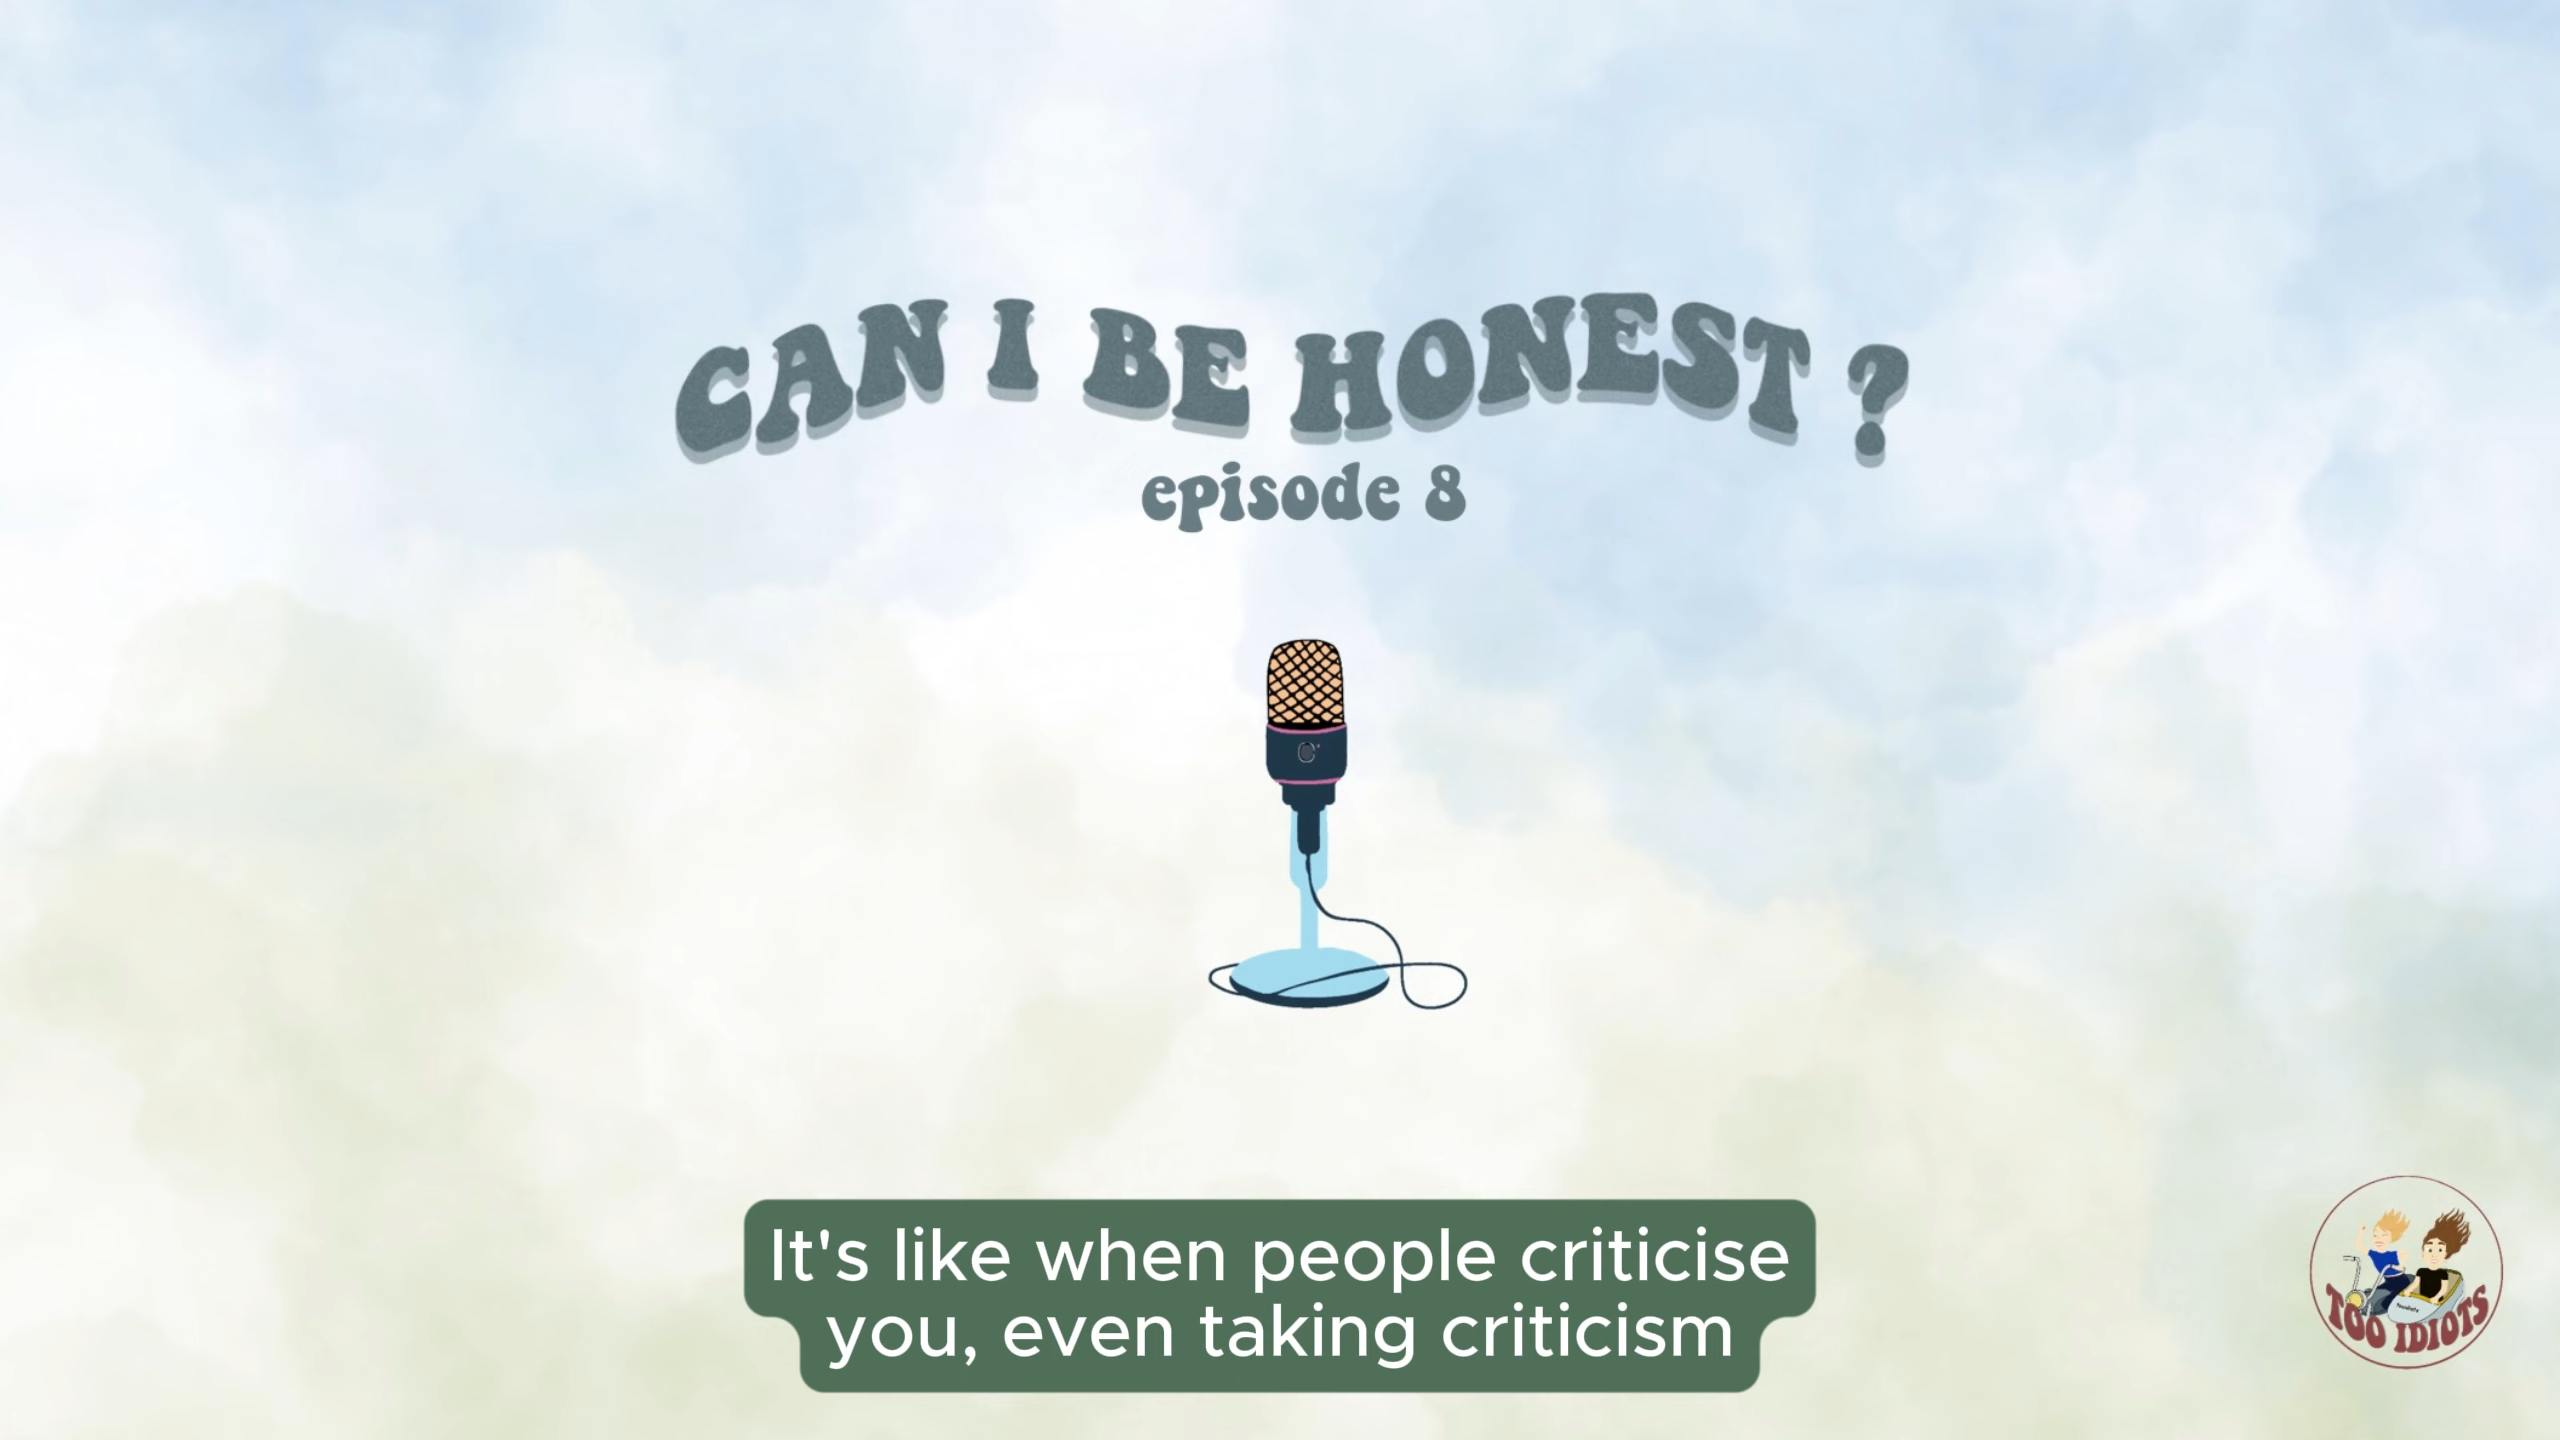 CAN I BE HONEST ?
episode 8
It's like when people criticise
you, even taking criticism
TOO IDIOTS